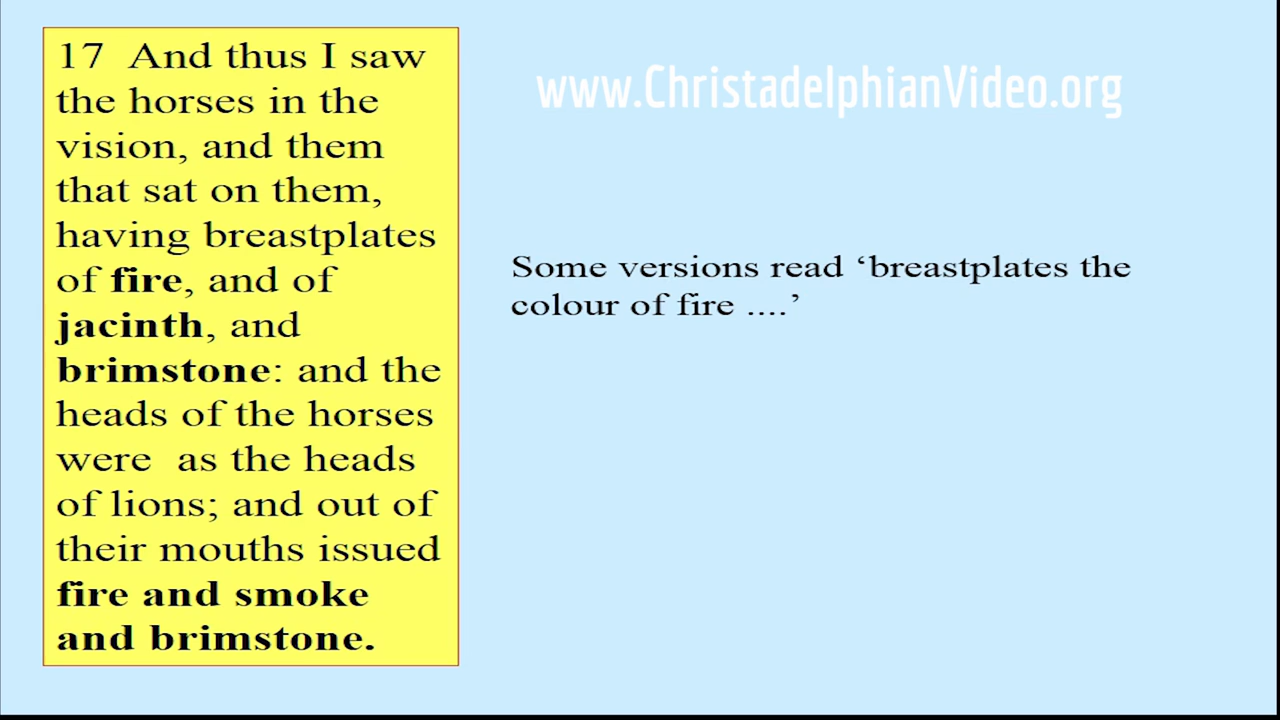 17 And thus I saw
the horses in the
vision, and them
that sat on them,
having breastplates
of fire, and of
jacinth, and
brimstone: and the
heads of the horses
were as the heads
of lions; and out of
their mouths issued
fire and smoke
and brimstone.
www.ChristadelphianVideo.org
Some versions read ‘breastplates the
colour of fire ....’